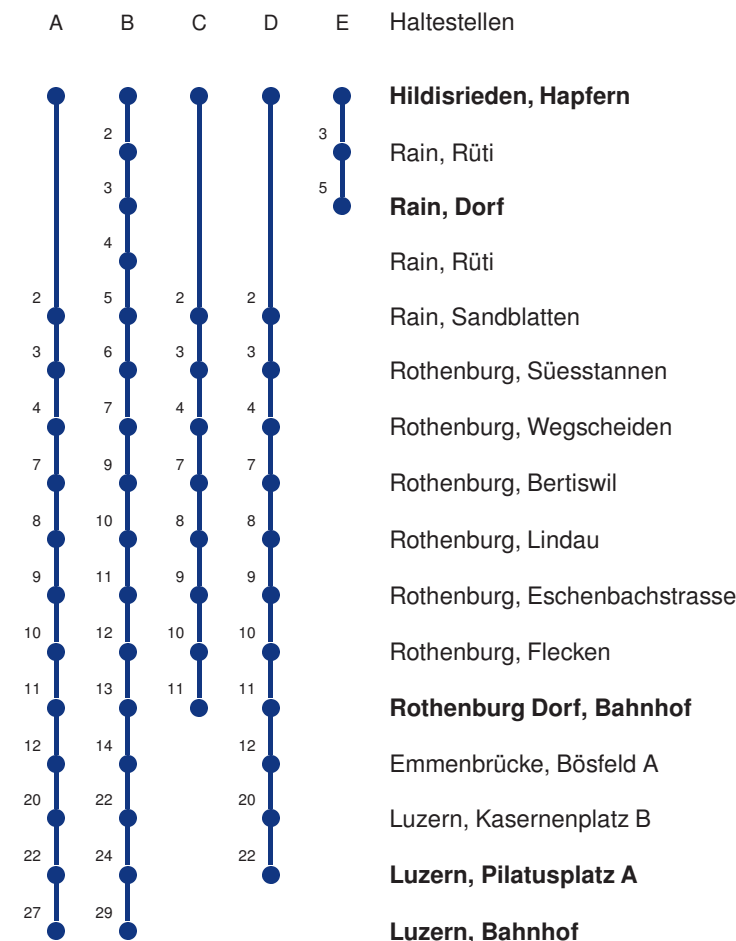 A B C D E Haltestellen
Hildisrieden, Hapfern
2 3 Rain, Rüti
3 5 Rain, Dorf
4 Rain, Rüti
2 5 2 2 Rain, Sandblatten
3 6 3 3 Rothenburg, Süesstannen
4 7 4 4 Rothenburg, Wegscheiden
7 9 7 7 Rothenburg, Bertiswil
8 10 8 8 Rothenburg, Lindau
9 11 9 9 Rothenburg, Eschenbachstrasse
10 12 10 10 Rothenburg, Flecken
11 13 11 11 Rothenburg Dorf, Bahnhof
12 14 12 Emmenbrücke, Bösfeld A
20 22 20 Luzern, Kasernenplatz B
22 24 22 Luzern, Pilatusplatz A
27 29 Luzern, Bahnhof